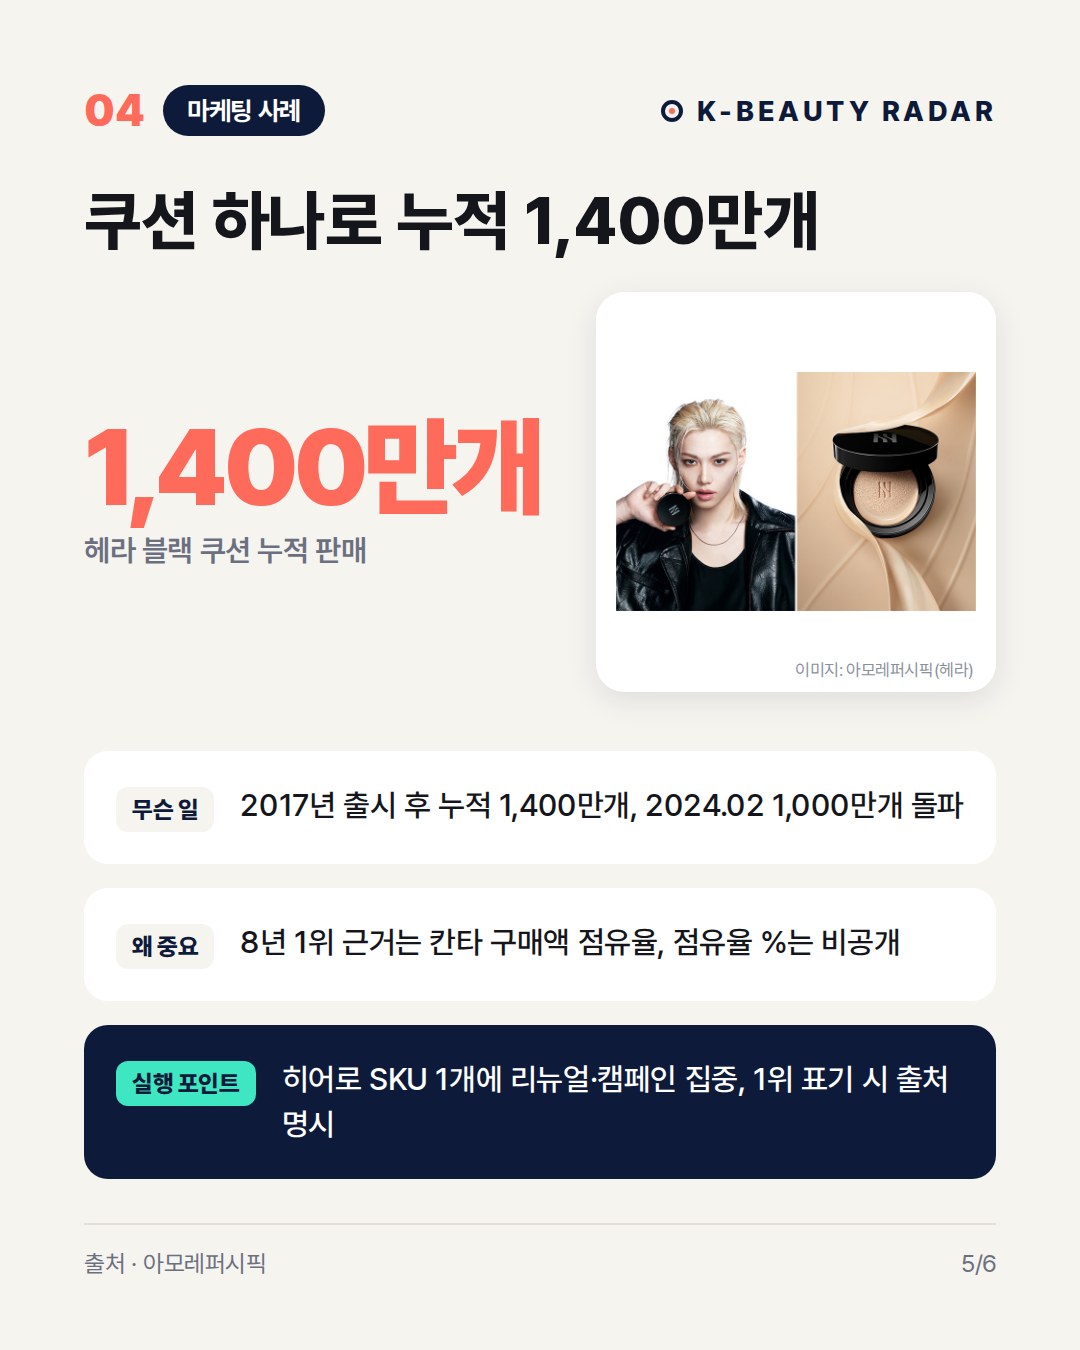 04 마케팅 사례
K-BEAUTY RADAR
쿠션 하나로 누적 1,400만개
1,400만개
헤라 블랙 쿠션 누적 판매
이미지: 아모레퍼시픽(헤라)
무슨 일 2017년 출시 후 누적 1,400만개, 2024.02 1,000만개 돌파
왜 중요 8년 1위 근거는 칸타 구매액 점유율, 점유율 %는 비공개
실행 포인트 히어로 SKU 1개에 리뉴얼·캠페인 집중, 1위 표기 시 출처
명시
출처 · 아모레퍼시픽
5/6